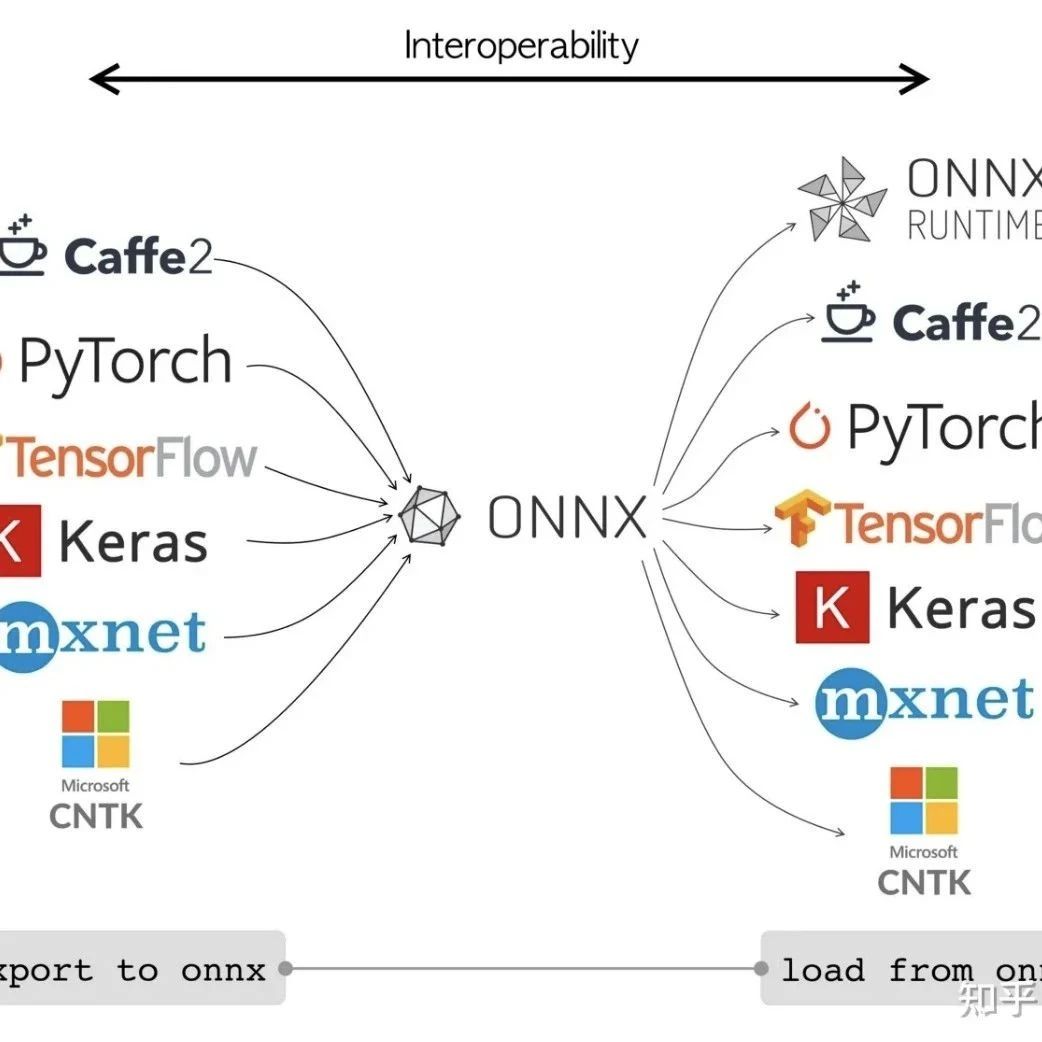 Interoperability
Caffe2
PyTorch
TensorFlow
K Keras
mxnet
Microsoft
CNTK
xport to onnx
ONNX
ONNX
RUNTIME
Caffe2
PyTorch
TensorFlo
K Keras
mxnet
Microsoft
CNTK
load from onn
知乎